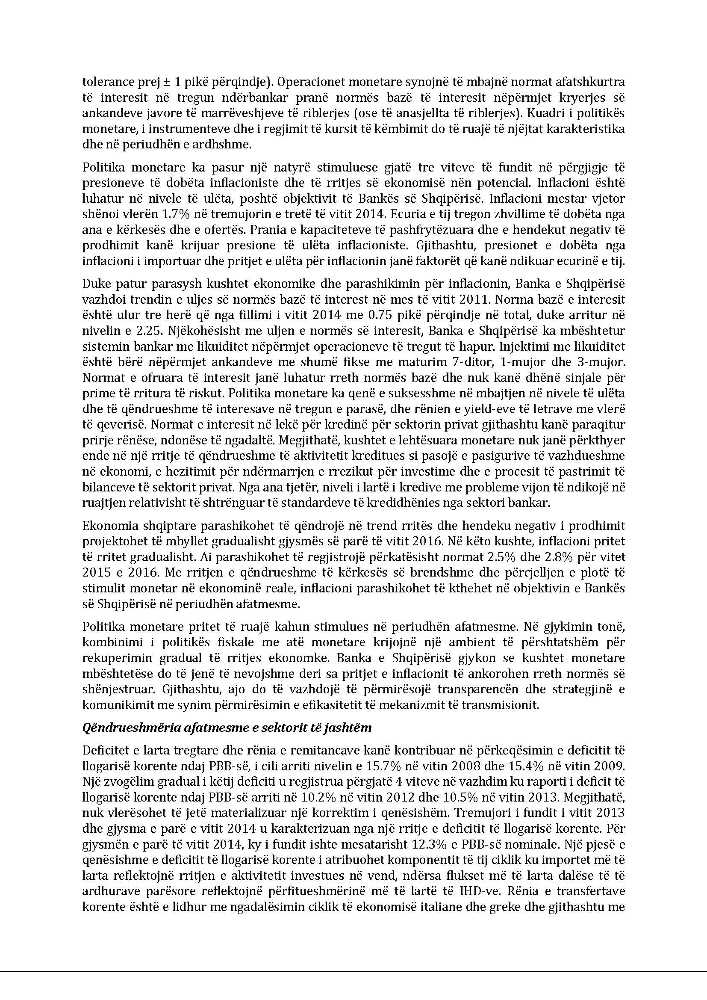 tolerance prej ± 1 pikë përqindje). Operacionet monetare synojnë të mbajnë normat afatshkurtra
të interesit në tregun ndërbankar pranë normës bazë të interesit nëpërmjet kryerjes së
ankandeve javore të marrëveshjeve të riblerjes (ose të anasjellta të riblerjes). Kuadri i politikës
monetare, i instrumenteve dhe i regjimit të kursit të këmbimit do të ruajë të njëjtat karakteristika
dhe në periudhën e ardhshme.
Politika monetare ka pasur një natyrë stimuluese gjatë tre viteve të fundit në përgjigje të
presioneve të dobëta inflacioniste dhe të rritjes së ekonomisë nën potencial. Inflacioni është
luhatur në nivele të ulëta, poshtë objektivit të Bankës së Shqipërisë. Inflacioni mestar vjetor
shënoi vlerën 1.7% në tremujorin e tretë të vitit 2014. Ecuria e tij tregon zhvillime të dobëta nga
ana e kërkesës dhe e ofertës. Prania e kapaciteteve të pashfrytëzuara dhe e hendekut negativ të
prodhimit kanë krijuar presione të ulëta inflacioniste. Gjithashtu, presionet e dobëta nga
inflacioni i importuar dhe pritjet e ulëta për inflacionin janë faktorët që kanë ndikuar ecurinë e tij.
Duke patur parasysh kushtet ekonomike dhe parashikimin për inflacionin, Banka e Shqipërisë
vazhdoi trendin e uljes së normës bazë të interest në mes të vitit 2011. Norma bazë e interesit
është ulur tre herë që nga fillimi i vitit 2014 me 0.75 pikë përqindje në total, duke arritur në
nivelin e 2.25. Njëkohësisht me uljen e normës së interesit, Banka e Shqipërisë ka mbështetur
sistemin bankar me likuiditet nëpërmjet operacioneve të tregut të hapur. Injektimi me likuiditet
është bërë nëpërmjet ankandeve me shumë fikse me maturim 7-ditor, 1-mujor dhe 3-mujor.
Normat e ofruara të interesit janë luhatur rreth normës bazë dhe nuk kanë dhënë sinjale për
prime të rritura të riskut. Politika monetare ka qenë e suksesshme në mbajtjen në nivele të ulëta
dhe të qëndrueshme të interesave në tregun e parasë, dhe rënien e yield-eve të letrave me vlerë
të qeverisë. Normat e interesit në lekë për kredinë për sektorin privat gjithashtu kanë paraqitur
prirje rënëse, ndonëse të ngadaltë. Megjithatë, kushtet e lehtësuara monetare nuk janë përkthyer
ende në një rritje të qëndrueshme të aktivitetit kreditues si pasojë e pasigurive të vazhdueshme
në ekonomi, e hezitimit për ndërmarrjen e rrezikut për investime dhe e procesit të pastrimit të
bilanceve të sektorit privat. Nga ana tjetër, niveli i lartë i kredive me probleme vijon të ndikojë në
ruajtjen relativisht të shtrënguar të standardeve të kredidhënies nga sektori bankar.
Ekonomia shqiptare parashikohet të qëndrojë në trend rritës dhe hendeku negativ i prodhimit
projektohet të mbyllet gradualisht gjysmës së parë të vitit 2016. Në këto kushte, inflacioni pritet
të rritet gradualisht. Ai parashikohet të regjistrojë përkatësisht normat 2.5% dhe 2.8% për vitet
2015 e 2016. Me rritjen e qëndrueshme të kërkesës së brendshme dhe përcjelljen e plotë të
stimulit monetar në ekonominë reale, inflacioni parashikohet të kthehet në objektivin e Bankës
së Shqipërisë në periudhën afatmesme.
Politika monetare pritet të ruajë kahun stimulues në periudhën afatmesme. Në gjykimin tonë,
kombinimi i politikës fiskale me atë monetare krijojnë një ambient të përshtatshëm për
rekuperimin gradual të rritjes ekonomke. Banka e Shqipërisë gjykon se kushtet monetare
mbështetëse do të jenë të nevojshme deri sa pritjet e inflacionit të ankorohen rreth normës së
shënjestruar. Gjithashtu, ajo do të vazhdojë të përmirësojë transparencën dhe strategjinë e
komunikimit me synim përmirësimin e efikasitetit të mekanizmit të transmisionit.
Qëndrueshmëria afatmesme e sektorit të jashtëm
Deficitet e larta tregtare dhe rënia e remitancave kanë kontribuar në përkeqësimin e deficitit të
llogarisë korente ndaj PBB-së, i cili arriti nivelin e 15.7% në vitin 2008 dhe 15.4% në vitin 2009.
Një zvogëlim gradual i këtij deficiti u regjistrua përgjatë 4 viteve në vazhdim ku raporti i deficit të
llogarisë korente ndaj PBB-së arriti në 10.2% në vitin 2012 dhe 10.5% në vitin 2013. Megjithatë,
nuk vlerësohet të jetë materializuar një korrektim i qenësishëm. Tremujori i fundit i vitit 2013
dhe gjysma e parë e vitit 2014 u karakterizuan nga një rritje e deficitit të llogarisë korente. Për
gjysmën e parë të vitit 2014, ky i fundit ishte mesatarisht 12.3% e PBB-së nominale. Një pjesë e
qenësishme e deficitit të llogarisë korente i atribuohet komponentit të tij ciklik ku importet më të
larta reflektojnë rritjen e aktivitetit investues në vend, ndërsa flukset më të larta dalëse të të
ardhurave parësore reflektojnë përfitueshmërinë më të lartë të IHD-ve. Rënia e transfertave
korente është e lidhur me ngadalësimin ciklik të ekonomisë italiane dhe greke dhe gjithashtu me